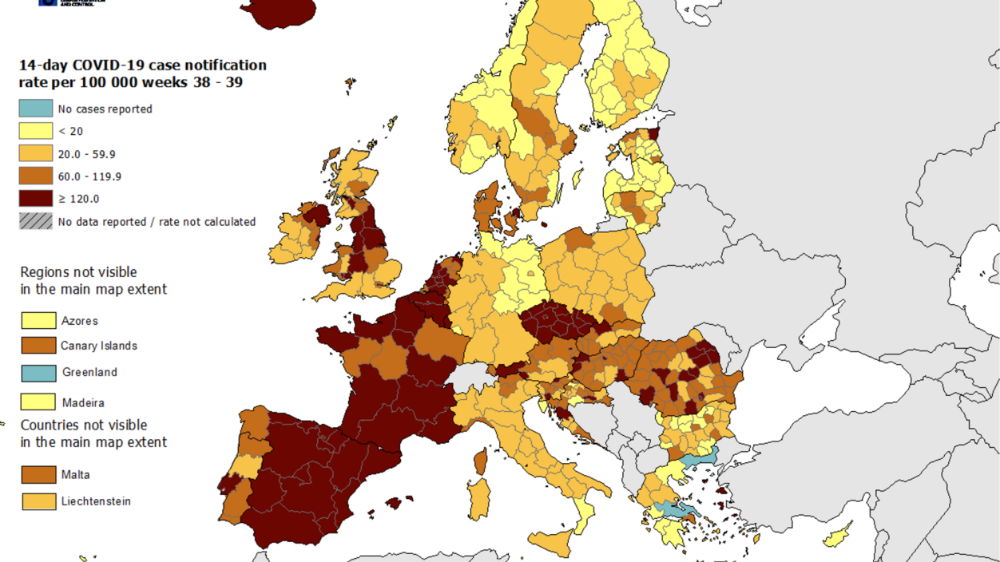 AND CONTROL
14-day COVID-19 case notification
rate per 100 000 weeks 38 - 39
No cases reported
< 20
20.0 - 59.9
60.0 - 119.9
≥ 120.0
No data reported / rate not calculated
Regions not visible
in the main map extent
Azores
Canary Islands
Greenland
Madeira
Countries not visible
in the main map extent
Malta
Liechtenstein